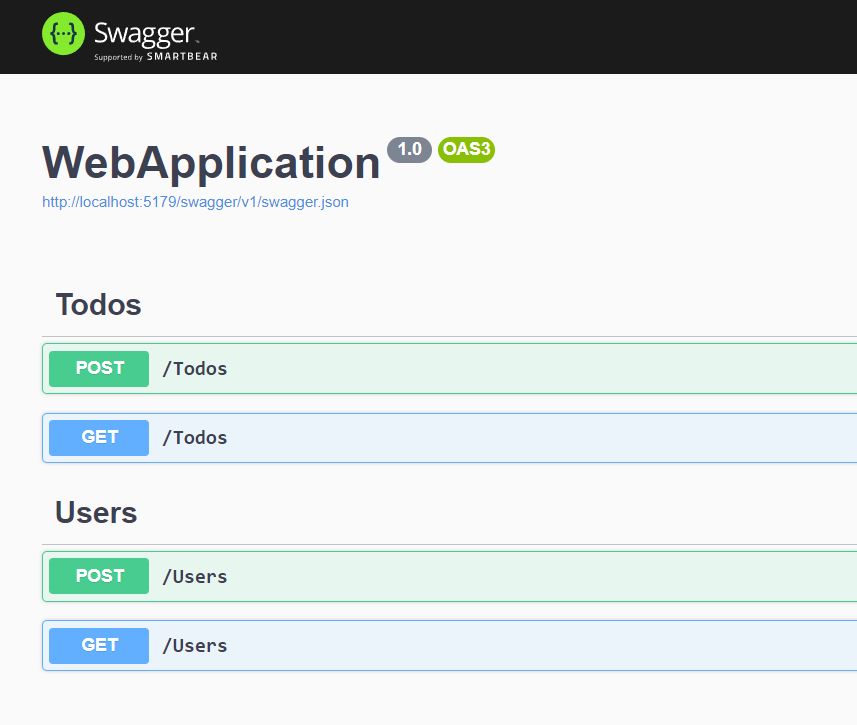 {···} Swagger™
Supported by SMARTBEAR
WebApplication 1.0 OAS3
http://localhost:5179/swagger/v1/swagger.json
Todos
POST /Todos
GET /Todos
Users
POST /Users
GET /Users